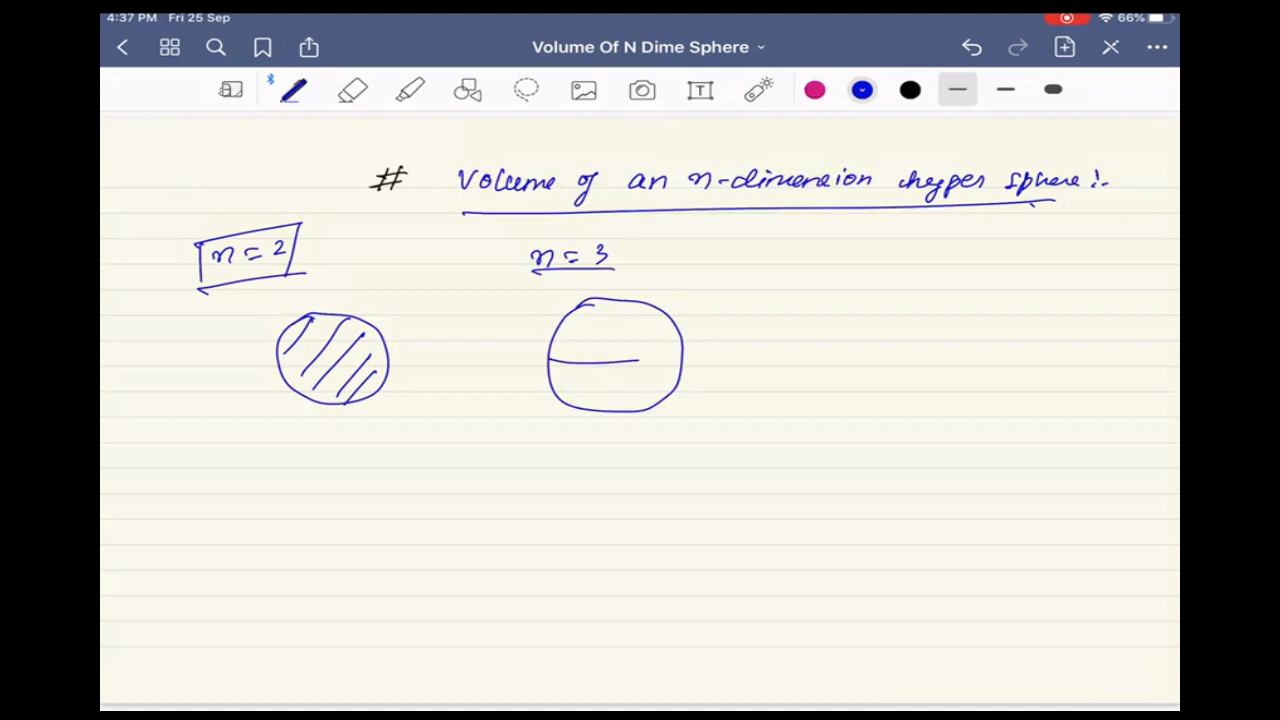 4:37 PM Fri 25 Sep 66%
Volume Of N Dime Sphere
T
# Volume of an n-dimension hyper sphere :-
n = 2 n = 3